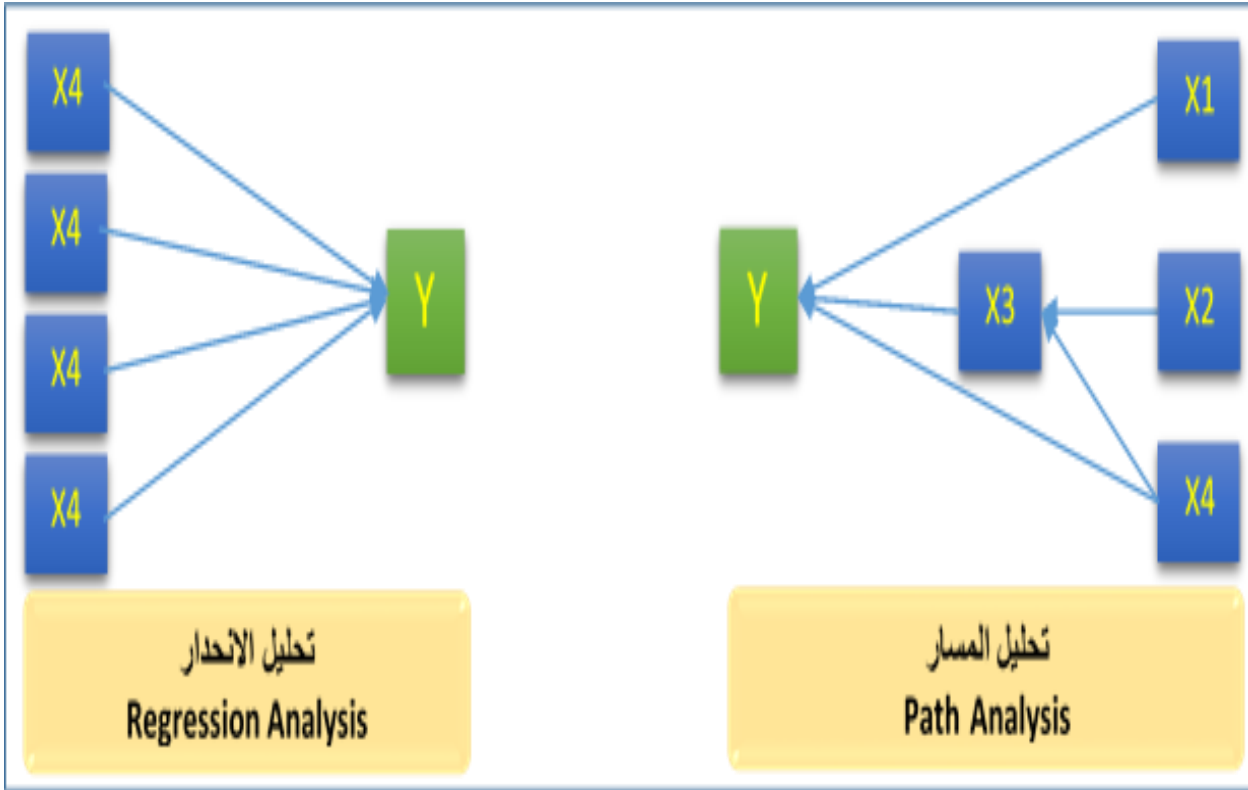 X4
X4
X4
X4
Y
تحليل الانحدار
Regression Analysis
X1
Y
X3
X2
X4
تحليل المسار
Path Analysis